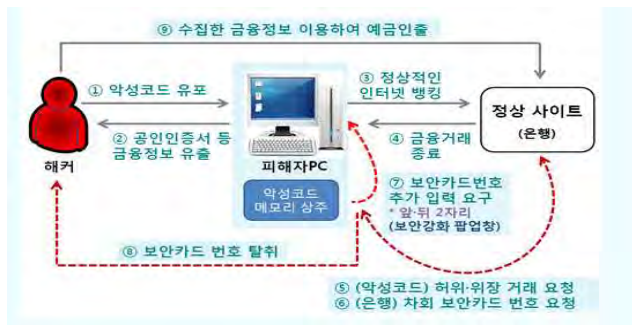 ⑨ 수집한 금융정보 이용하여 예금인출
① 악성코드 유포
③ 정상적인
인터넷 뱅킹
정상 사이트
(은행)
② 공인인증서 등
금융정보 유출
④ 금융거래
종료
해커
피해자PC
악성코드
메모리 상주
⑦ 보안카드번호
추가 입력 요구
* 앞·뒤 2자리
(보안강화 팝업창)
⑧ 보안카드 번호 탈취
⑤ (악성코드) 허위·위장 거래 요청
⑥ (은행) 차회 보안카드 번호 요청